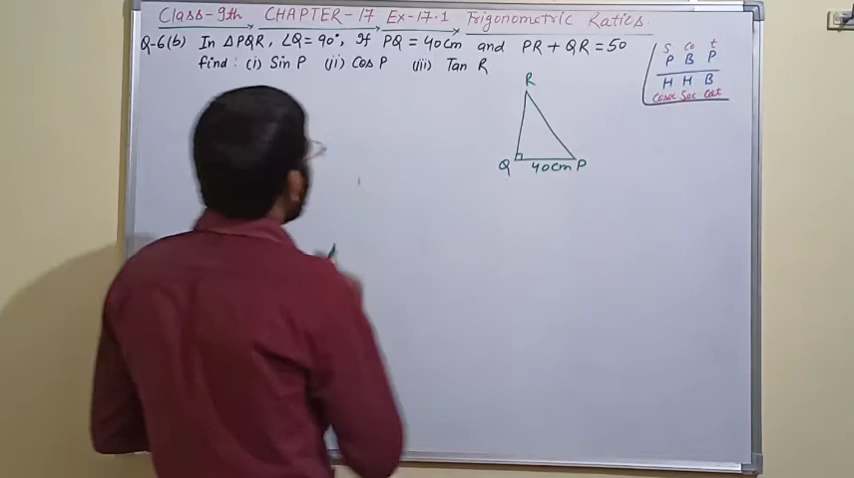 Class-9th CHAPTER-17 Ex-17.1 Trigonometric Ratios.
Q-6(b) In ΔPQR, ∠Q = 90°, If PQ = 40cm and PR + QR = 50
find : (i) Sin P (ii) Cos P (iii) Tan R
S Co t
P B P
H H B
Cosec Sec Cot
R
Q 40cm P